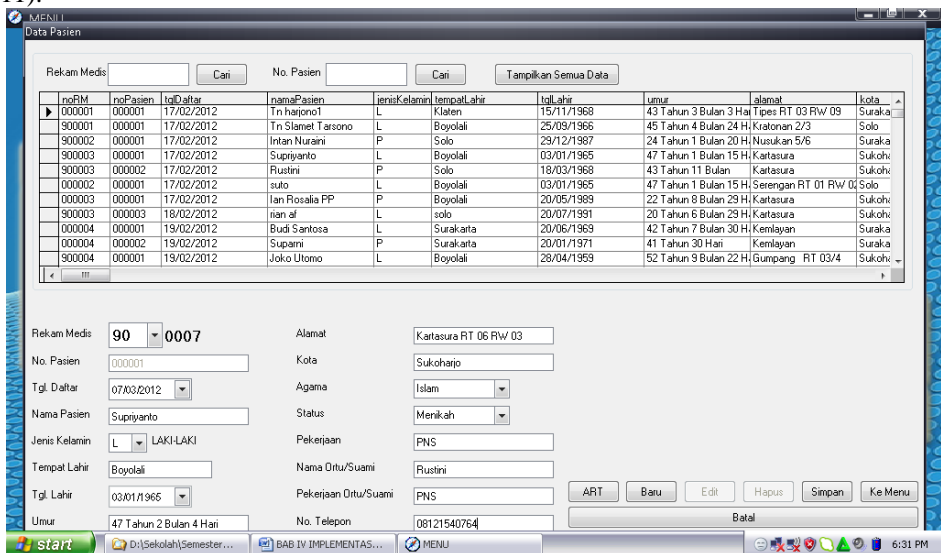 11).
MENU
Data Pasien
Rekam Medis Cari No. Pasien Cari Tampilkan Semua Data
noRM noPasien tglDaftar namaPasien jenisKelamin tempatLahir tglLahir umur alamat kota
000001 000001 17/02/2012 Tn harjono1 L Klaten 15/11/1968 43 Tahun 3 Bulan 3 Har Tipes RT 03 RW 09 Suraka
900001 000001 17/02/2012 Tn Slamet Tarsono L Boyolali 25/09/1966 45 Tahun 4 Bulan 24 H Kratonan 2/3 Solo
900002 000001 17/02/2012 Intan Nuraini P Solo 29/12/1987 24 Tahun 1 Bulan 20 H Nusukan 5/6 Suraka
900003 000001 17/02/2012 Supriyanto L Boyolali 03/01/1965 47 Tahun 1 Bulan 15 H Kartasura Sukoha
900003 000002 17/02/2012 Rustini P Solo 18/03/1968 43 Tahun 11 Bulan Kartasura Sukoha
000002 000001 17/02/2012 suto L Boyolali 03/01/1965 47 Tahun 1 Bulan 15 H Serengan RT 01 RW 02 Solo
000003 000001 17/02/2012 Ian Rosalia PP L Boyolali 20/05/1989 22 Tahun 8 Bulan 29 H Kartasura Sukoha
900003 000003 18/02/2012 rian af L solo 20/07/1991 20 Tahun 6 Bulan 29 H Kartasura Sukoha
000004 000001 19/02/2012 Budi Santosa L Surakarta 20/06/1969 42 Tahun 7 Bulan 30 H Kemlayan Suraka
000004 000002 19/02/2012 Suparni P Surakarta 20/01/1971 41 Tahun 30 Hari Kemlayan Suraka
900004 000001 19/02/2012 Joko Utomo L Boyolali 28/04/1959 52 Tahun 9 Bulan 22 H Gumpang RT 03/4 Sukoha
Rekam Medis 90 0007 Alamat Kartasura RT 06 RW 03
No. Pasien 000001 Kota Sukoharjo
Tgl. Daftar 07/03/2012 Agama Islam
Nama Pasien Supriyanto Status Menikah
Jenis Kelamin L LAKI-LAKI Pekerjaan PNS
Tempat Lahir Boyolali Nama Ortu/Suami Rustini
Tgl. Lahir 03/01/1965 Pekerjaan Ortu/Suami PNS ART Baru Edit Hapus Simpan Ke Menu
Umur 47 Tahun 2 Bulan 4 Hari No. Telepon 08121540764 Batal
start D:\Sekolah\Semester... BAB IV IMPLEMENTAS... MENU 6:31 PM